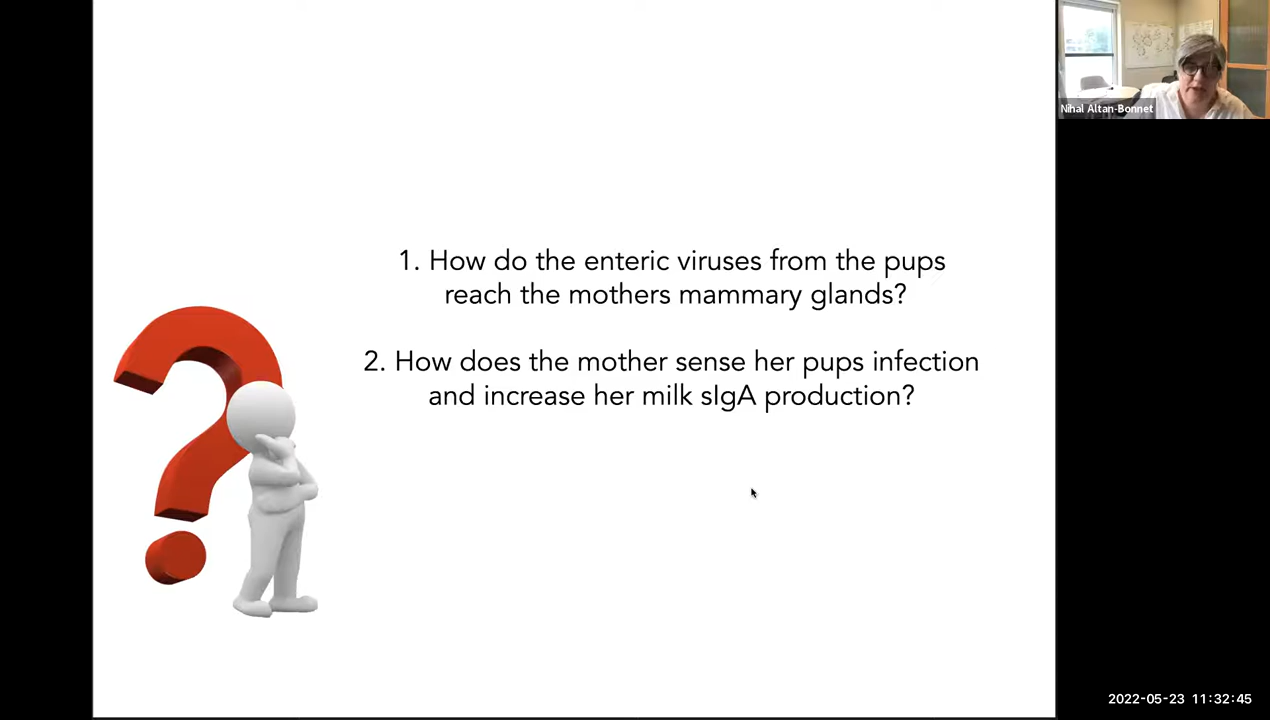 Nihal Altan-Bonnet
1. How do the enteric viruses from the pups
reach the mothers mammary glands?
2. How does the mother sense her pups infection
and increase her milk sIgA production?
2022-05-23 11:32:45